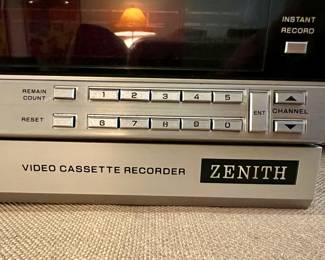 INSTANT
RECORD
REMAIN
COUNT
1 2 3 4 5
ENT
CHANNEL
RESET
6 7 8 9 0
VIDEO CASSETTE RECORDER
ZENITH